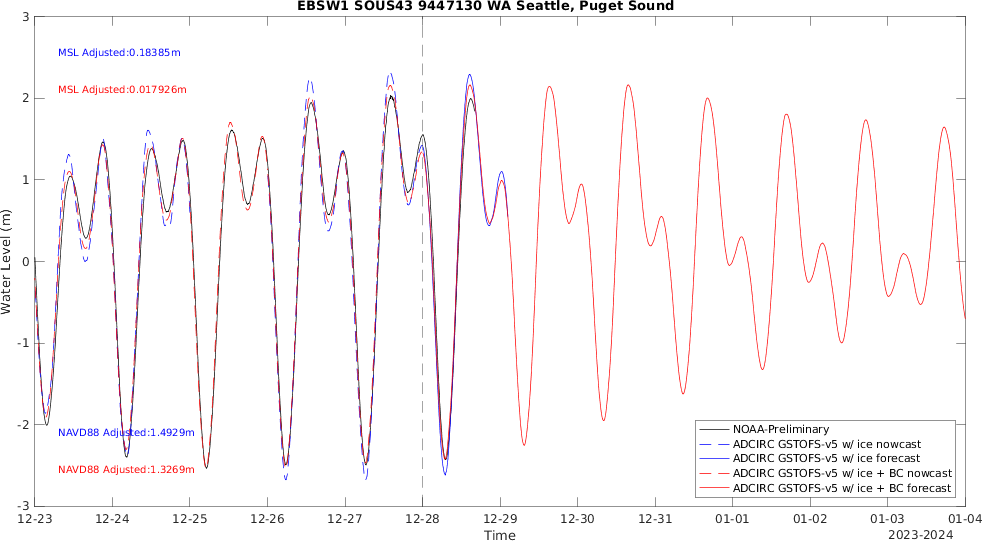 EBSW1 SOUS43 9447130 WA Seattle, Puget Sound
MSL Adjusted:0.18385m
MSL Adjusted:0.017926m
NAVD88 Adjusted:1.4929m
NAVD88 Adjusted:1.3269m
Water Level (m)
3
2
1
0
-1
-2
-3
NOAA-Preliminary
ADCIRC GSTOFS-v5 w/ ice nowcast
ADCIRC GSTOFS-v5 w/ ice forecast
ADCIRC GSTOFS-v5 w/ ice + BC nowcast
ADCIRC GSTOFS-v5 w/ ice + BC forecast
12-23 12-24 12-25 12-26 12-27 12-28 12-29 12-30 12-31 01-01 01-02 01-03 01-04
Time
2023-2024